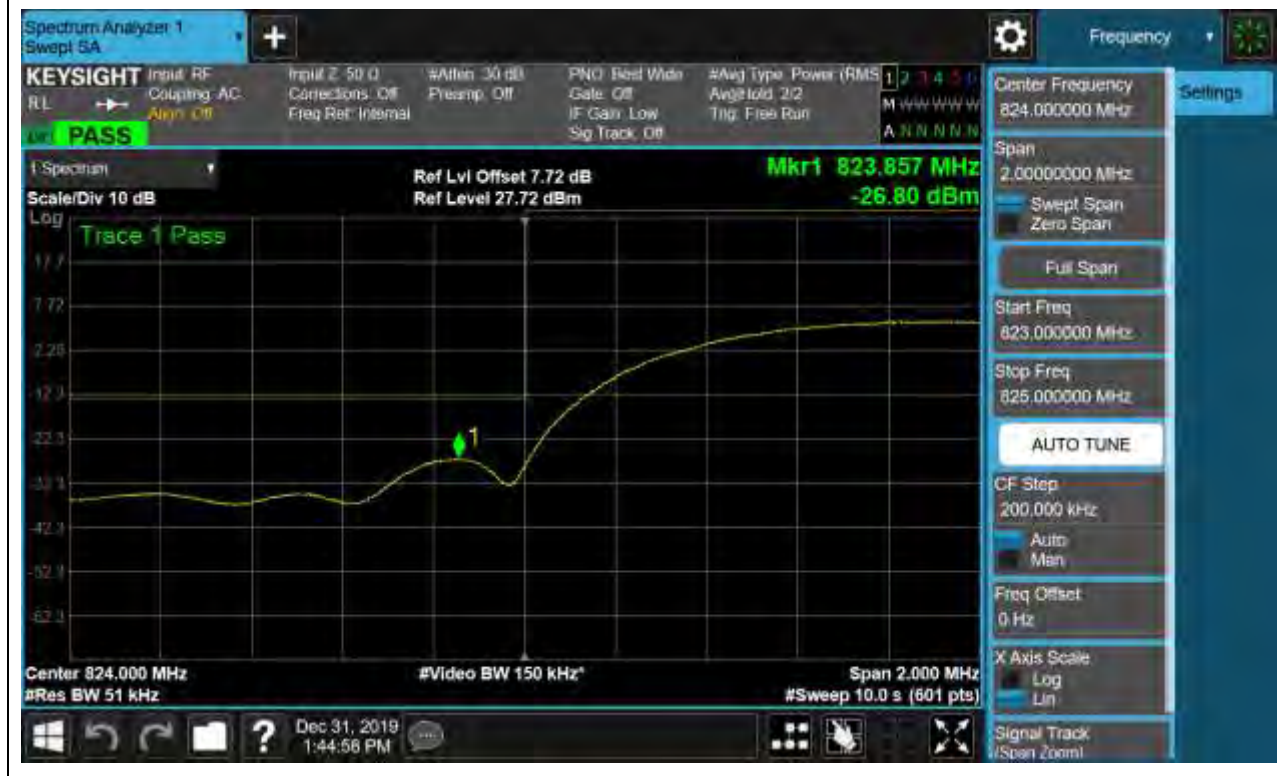 Spectrum Analyzer 1
Swept SA
+
Frequency
KEYSIGHT
RL
Input: RF
Coupling: AC
Align: Off
Input Z: 50 Ω
Corrections: Off
Freq Ref: Internal
#Atten: 30 dB
Preamp: Off
PNO: Best Wide
Gate: Off
IF Gain: Low
Sig Track: Off
#Avg Type: Power (RMS
Avg|Hold: 2/2
Trig: Free Run
1 2 3 4 5 6
M W W W W W
A N N N N N
PASS
1 Spectrum
Scale/Div 10 dB
Ref Lvl Offset 7.72 dB
Ref Level 27.72 dBm
Mkr1 823.857 MHz
-26.80 dBm
Log
Trace 1 Pass
17.7
7.72
-2.28
-12.3
-22.3
-32.3
-42.3
-52.3
-62.3
1
Center 824.000 MHz
#Video BW 150 kHz*
Span 2.000 MHz
#Res BW 51 kHz
#Sweep 10.0 s (601 pts)
Center Frequency
824.000000 MHz
Settings
Span
2.00000000 MHz
Swept Span
Zero Span
Full Span
Start Freq
823.000000 MHz
Stop Freq
825.000000 MHz
AUTO TUNE
CF Step
200.000 kHz
Auto
Man
Freq Offset
0 Hz
X Axis Scale
Log
Lin
Signal Track
(Span Zoom)
?
Dec 31, 2019
1:44:56 PM